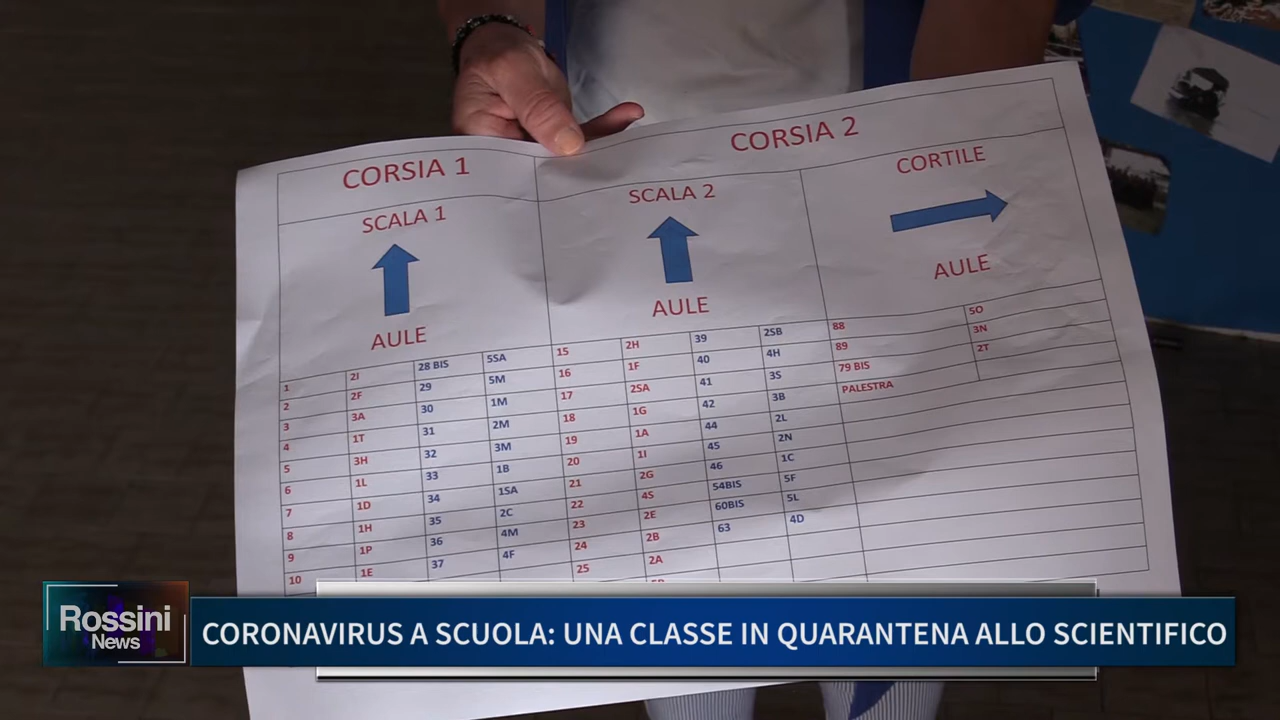 CORSIA 1
CORSIA 2
SCALA 1
SCALA 2
CORTILE
AULE
AULE
AULE
1 2I 28 BIS 5SA
2 2F 29 5M
3 3A 30 1M
4 1T 31 2M
5 3H 32 3M
6 1L 33 1B
7 1D 34 1SA
8 1H 35 2C
9 1P 36 4M
10 1E 37 4F
15 2H 39 2SB
16 1F 40 4H
17 2SA 41 3S
18 1G 42 3B
19 1A 44 2L
20 1I 45 2N
21 2G 46 1C
22 4S 54BIS 5F
23 2E 60BIS 5L
24 2B 63 4D
25 2A
88 5O
89 3N
79 BIS 2T
PALESTRA
Rossini
News
CORONAVIRUS A SCUOLA: UNA CLASSE IN QUARANTENA ALLO SCIENTIFICO